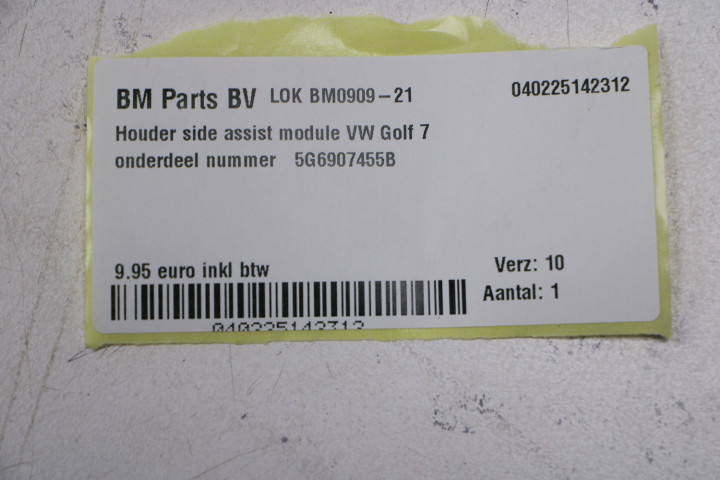 BM Parts BV LOK BM0909-21 040225142312
Houder side assist module VW Golf 7
onderdeel nummer 5G6907455B
9.95 euro inkl btw Verz: 10
Aantal: 1
040225142312